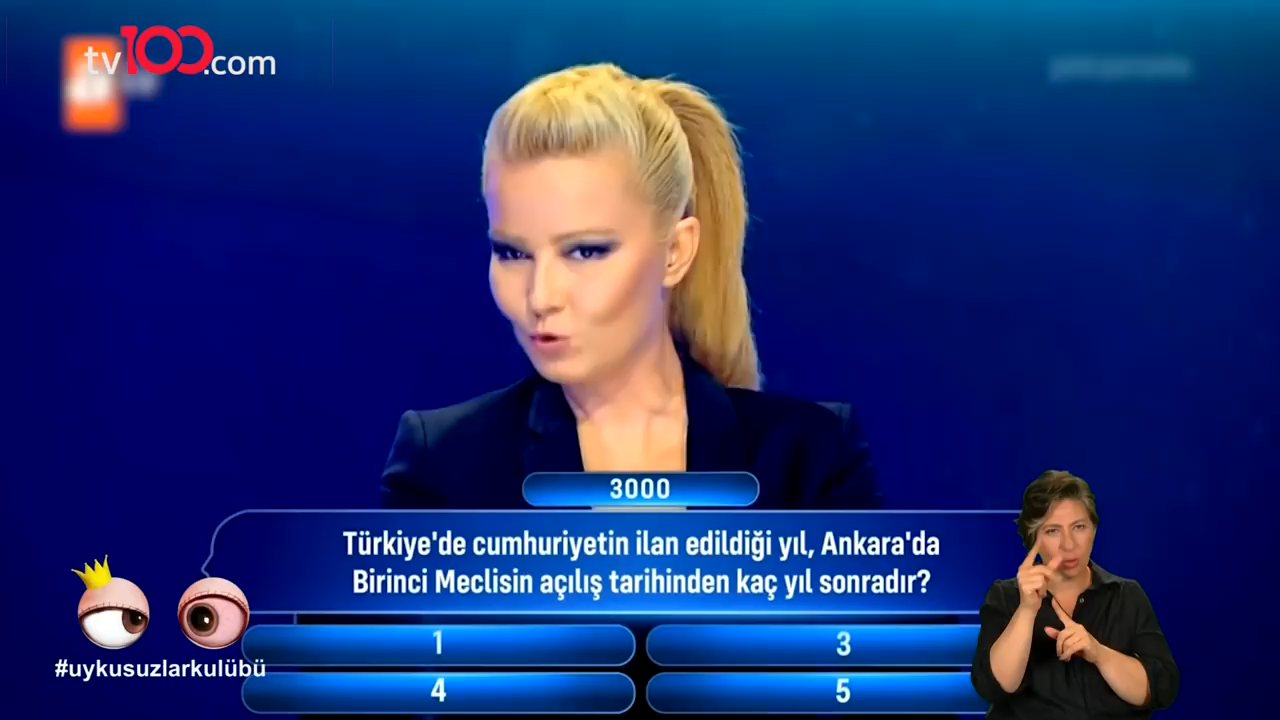 tv100.com
3000
Türkiye'de cumhuriyetin ilan edildiği yıl, Ankara'da
Birinci Meclisin açılış tarihinden kaç yıl sonradır?
1
3
4
5
#uykusuzlarkulübü